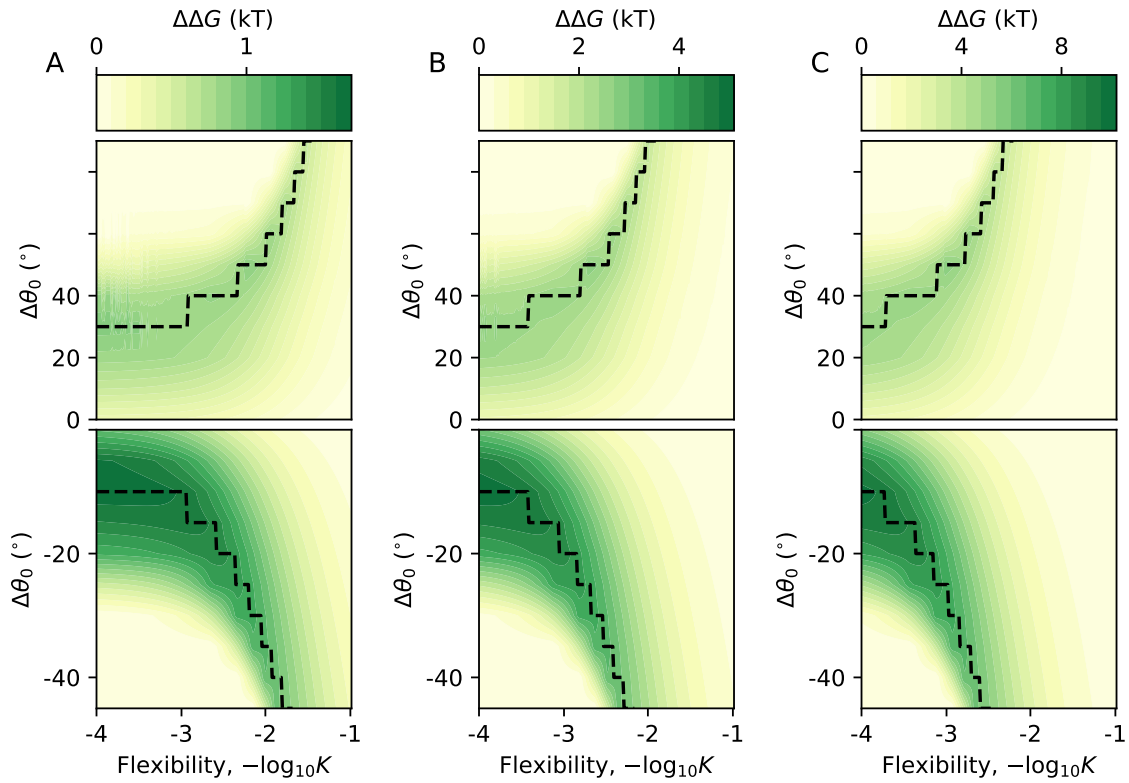 ΔΔG (kT) ΔΔG (kT) ΔΔG (kT)
0 1 0 2 4 0 4 8
A B C
Δθ₀ (°) Δθ₀ (°) Δθ₀ (°)
40 40 40
20 20 20
0 0 0
Δθ₀ (°) Δθ₀ (°) Δθ₀ (°)
-20 -20 -20
-40 -40 -40
-4 -3 -2 -1 -4 -3 -2 -1 -4 -3 -2 -1
Flexibility, −log₁₀K Flexibility, −log₁₀K Flexibility, −log₁₀K